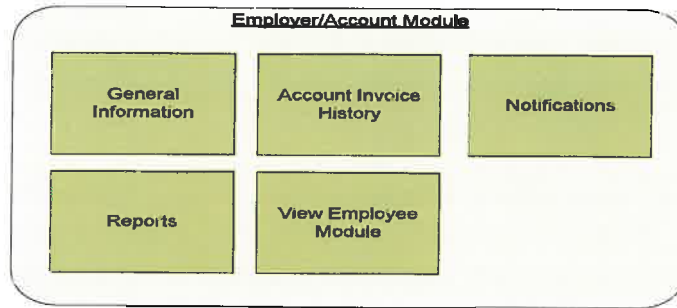 Employer/Account Module
General
Information
Account Invoice
History
Notifications
Reports
View Employee
Module